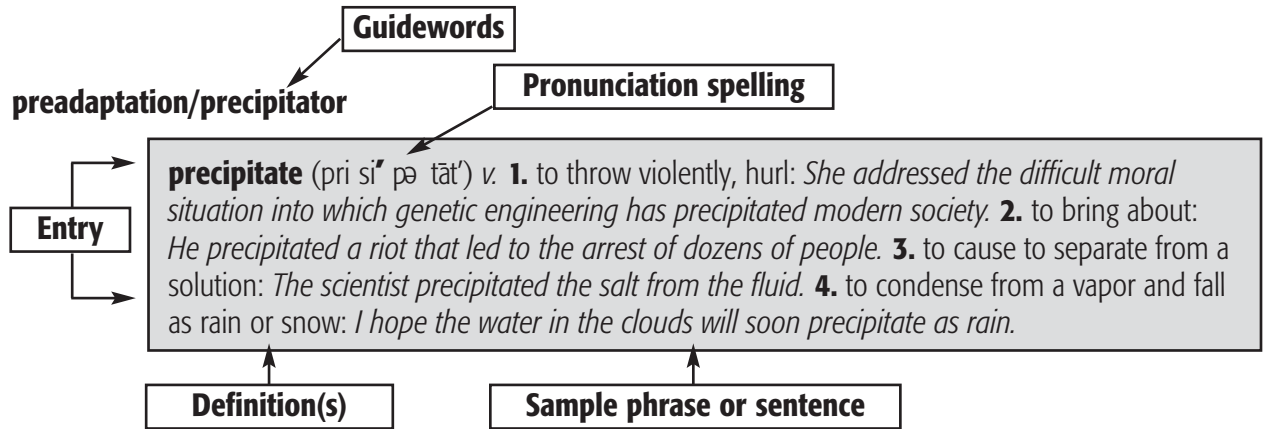 Guidewords
Pronunciation spelling
preadaptation/precipitator
precipitate (pri si′ pə tāt′) v. 1. to throw violently, hurl: She addressed the difficult moral
situation into which genetic engineering has precipitated modern society. 2. to bring about:
Entry
He precipitated a riot that led to the arrest of dozens of people. 3. to cause to separate from a
solution: The scientist precipitated the salt from the fluid. 4. to condense from a vapor and fall
as rain or snow: I hope the water in the clouds will soon precipitate as rain.
Definition(s)
Sample phrase or sentence